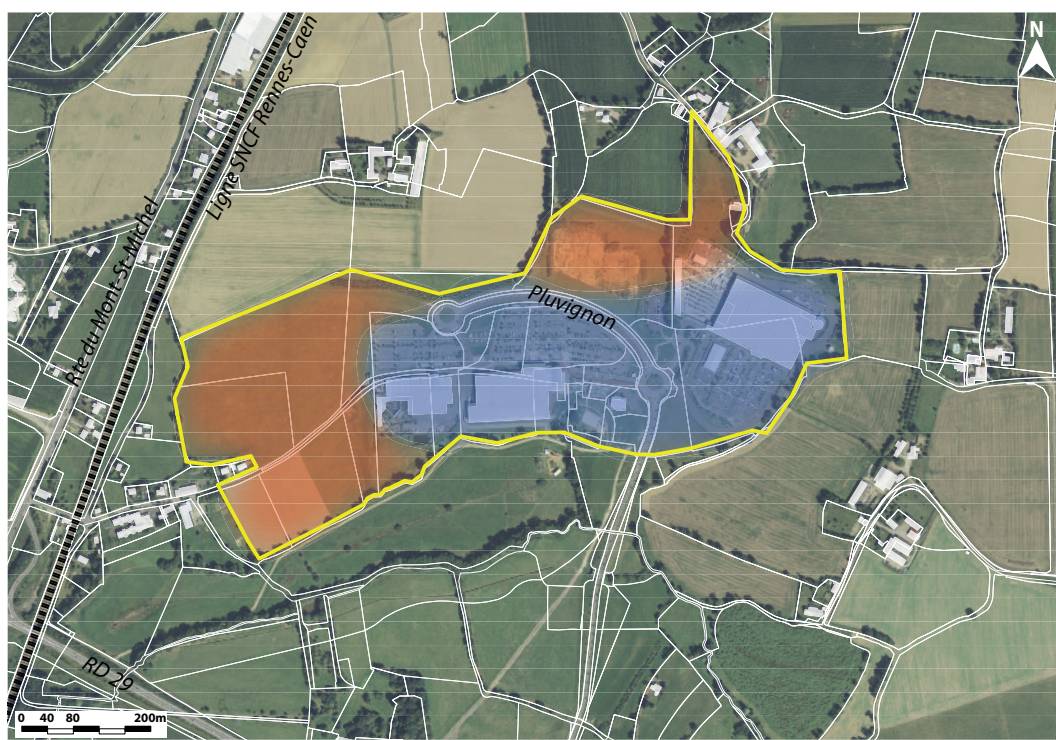 N
Ligne SNCF Rennes-Caen
Rte du Mont-St-Michel
Pluvignon
RD 29
0 40 80 200m